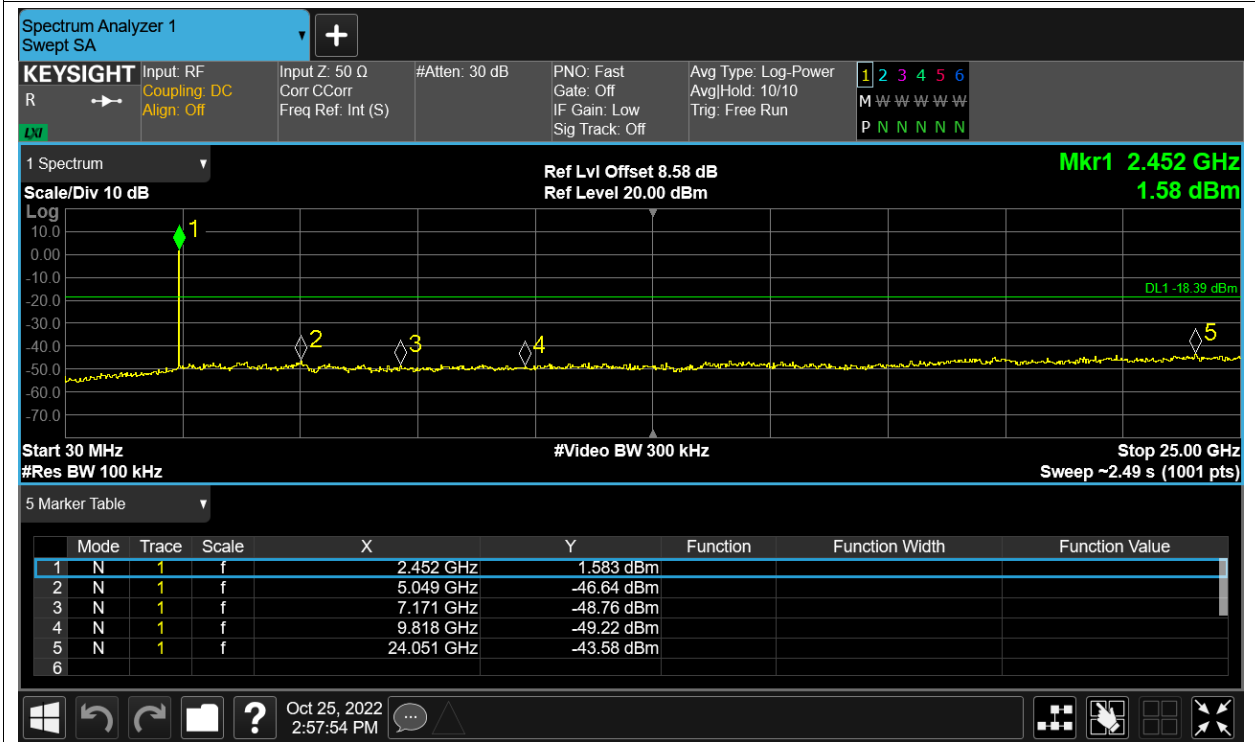 Spectrum Analyzer 1
Swept SA
+
KEYSIGHT
R
LXI
Input: RF
Coupling: DC
Align: Off
Input Z: 50 Ω
Corr CCorr
Freq Ref: Int (S)
#Atten: 30 dB
PNO: Fast
Gate: Off
IF Gain: Low
Sig Track: Off
Avg Type: Log-Power
Avg|Hold: 10/10
Trig: Free Run
1 2 3 4 5 6
M W W W W W
P N N N N N
1 Spectrum
Scale/Div 10 dB
Ref Lvl Offset 8.58 dB
Ref Level 20.00 dBm
Mkr1 2.452 GHz
1.58 dBm
Log
10.0
0.00
-10.0
-20.0
-30.0
-40.0
-50.0
-60.0
-70.0
1
2
3
4
5
DL1 -18.39 dBm
Start 30 MHz
#Res BW 100 kHz
#Video BW 300 kHz
Stop 25.00 GHz
Sweep ~2.49 s (1001 pts)
5 Marker Table
Mode Trace Scale X Y Function Function Width Function Value
1 N 1 f 2.452 GHz 1.583 dBm
2 N 1 f 5.049 GHz -46.64 dBm
3 N 1 f 7.171 GHz -48.76 dBm
4 N 1 f 9.818 GHz -49.22 dBm
5 N 1 f 24.051 GHz -43.58 dBm
6
?
Oct 25, 2022
2:57:54 PM